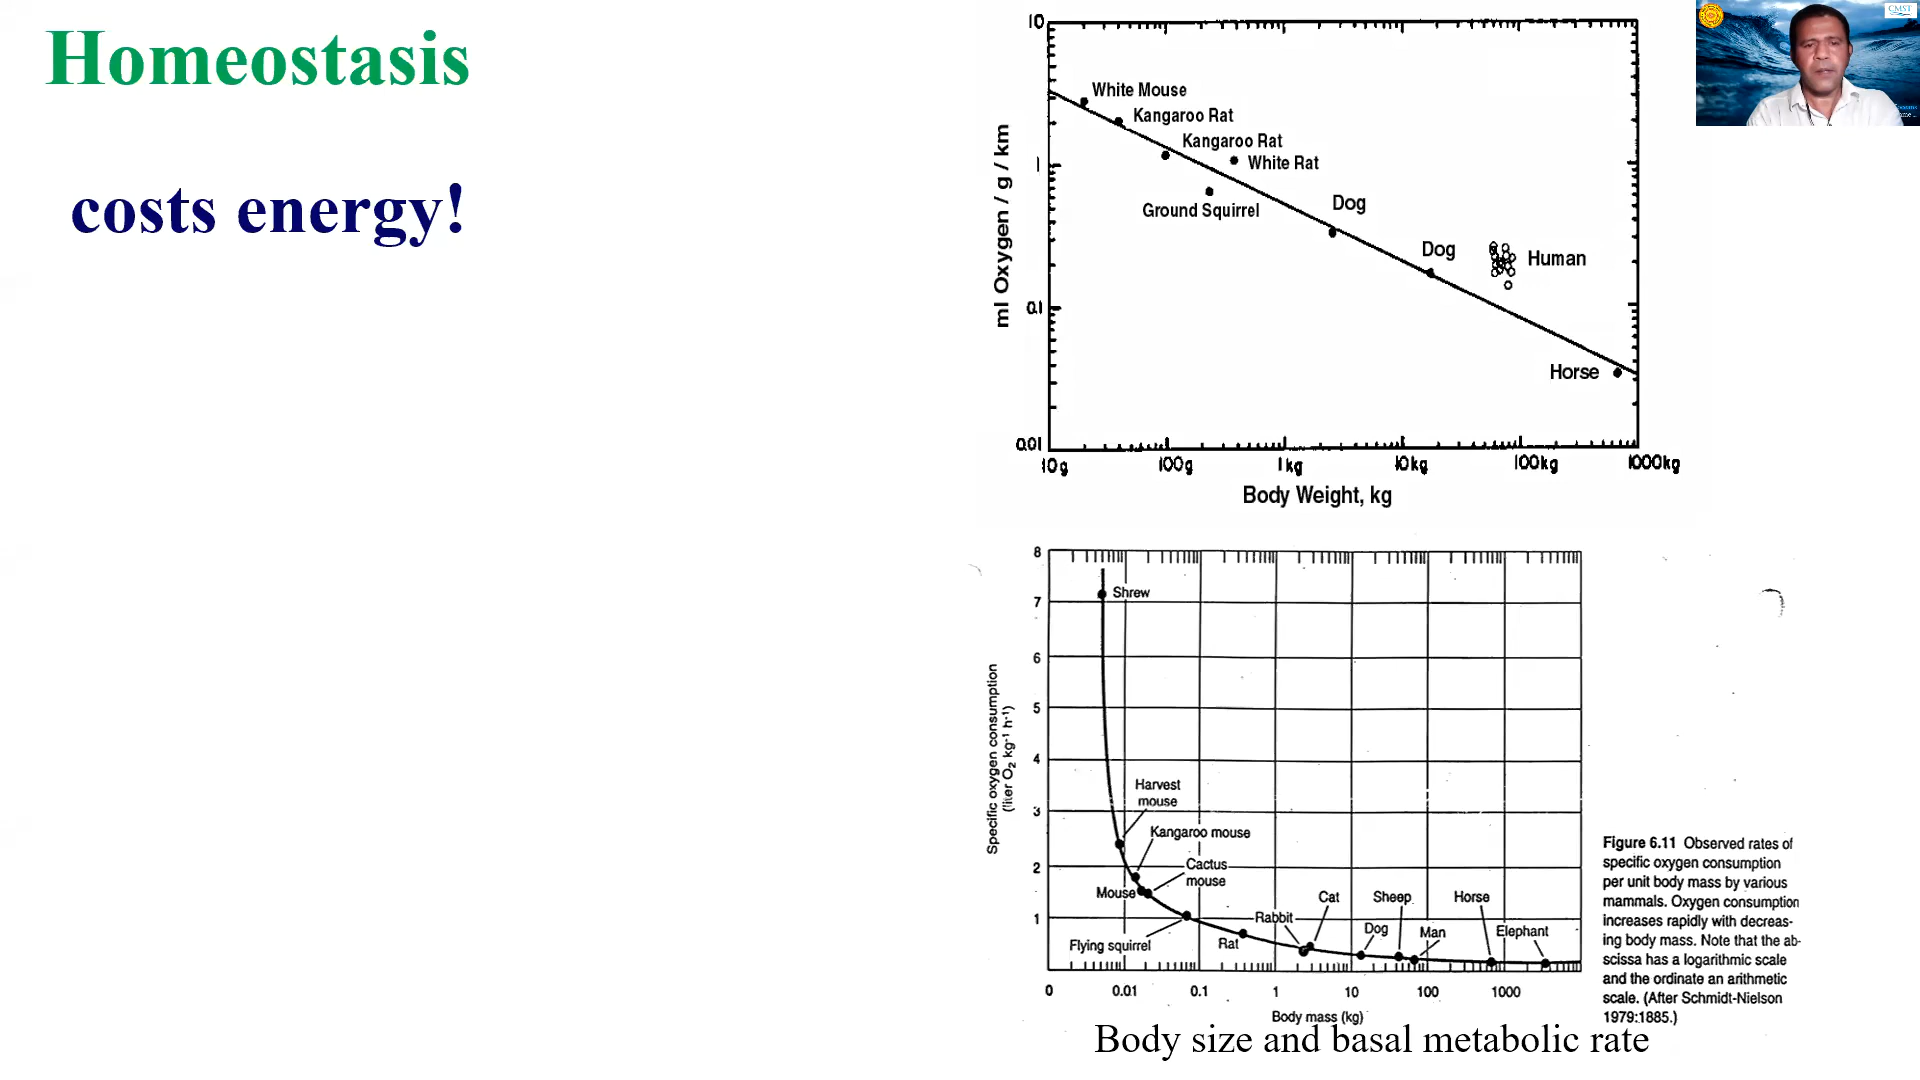 Homeostasis
costs energy!
10
1
0.1
0.01
ml Oxygen / g / km
White Mouse
Kangaroo Rat
Kangaroo Rat
White Rat
Ground Squirrel
Dog
Dog
Human
Horse
10g 100g 1kg 10kg 100kg 1000kg
Body Weight, kg
CMST
8
7
6
5
4
3
2
1
Specific oxygen consumption
(liter O₂ kg⁻¹ h⁻¹)
Shrew
Harvest
mouse
Kangaroo mouse
Cactus
mouse
Mouse
Flying squirrel
Rat
Rabbit
Cat
Dog
Sheep
Man
Horse
Elephant
0 0.01 0.1 1 10 100 1000
Body mass (kg)
Figure 6.11 Observed rates of
specific oxygen consumption
per unit body mass by various
mammals. Oxygen consumption
increases rapidly with decreas-
ing body mass. Note that the ab-
scissa has a logarithmic scale
and the ordinate an arithmetic
scale. (After Schmidt-Nielson
1979:1885.)
Body size and basal metabolic rate